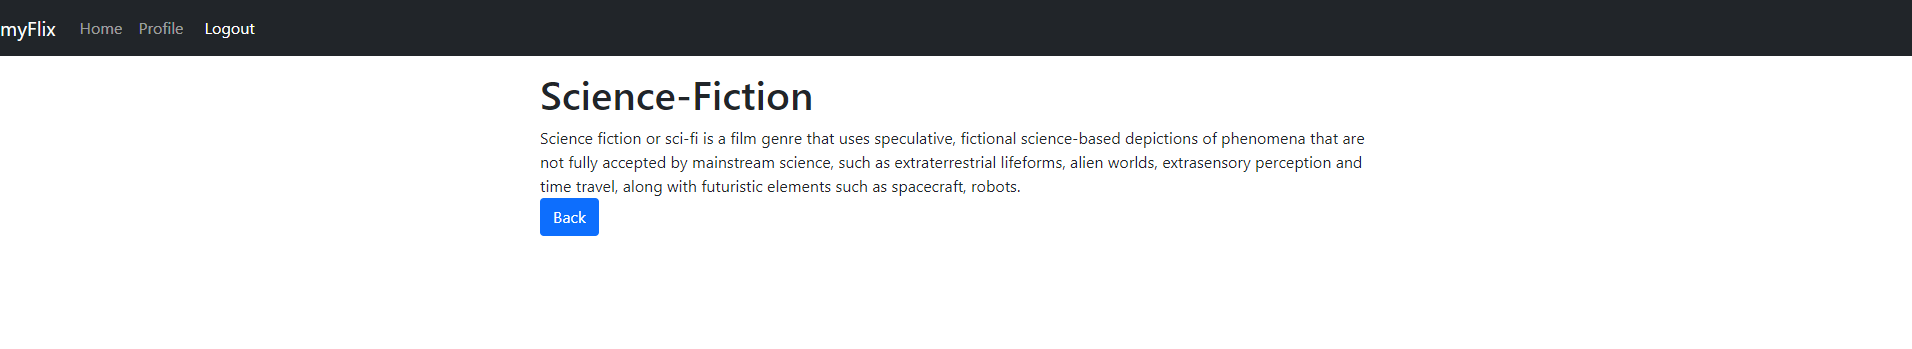 myFlix Home Profile Logout
Science-Fiction
Science fiction or sci-fi is a film genre that uses speculative, fictional science-based depictions of phenomena that are
not fully accepted by mainstream science, such as extraterrestrial lifeforms, alien worlds, extrasensory perception and
time travel, along with futuristic elements such as spacecraft, robots.
Back